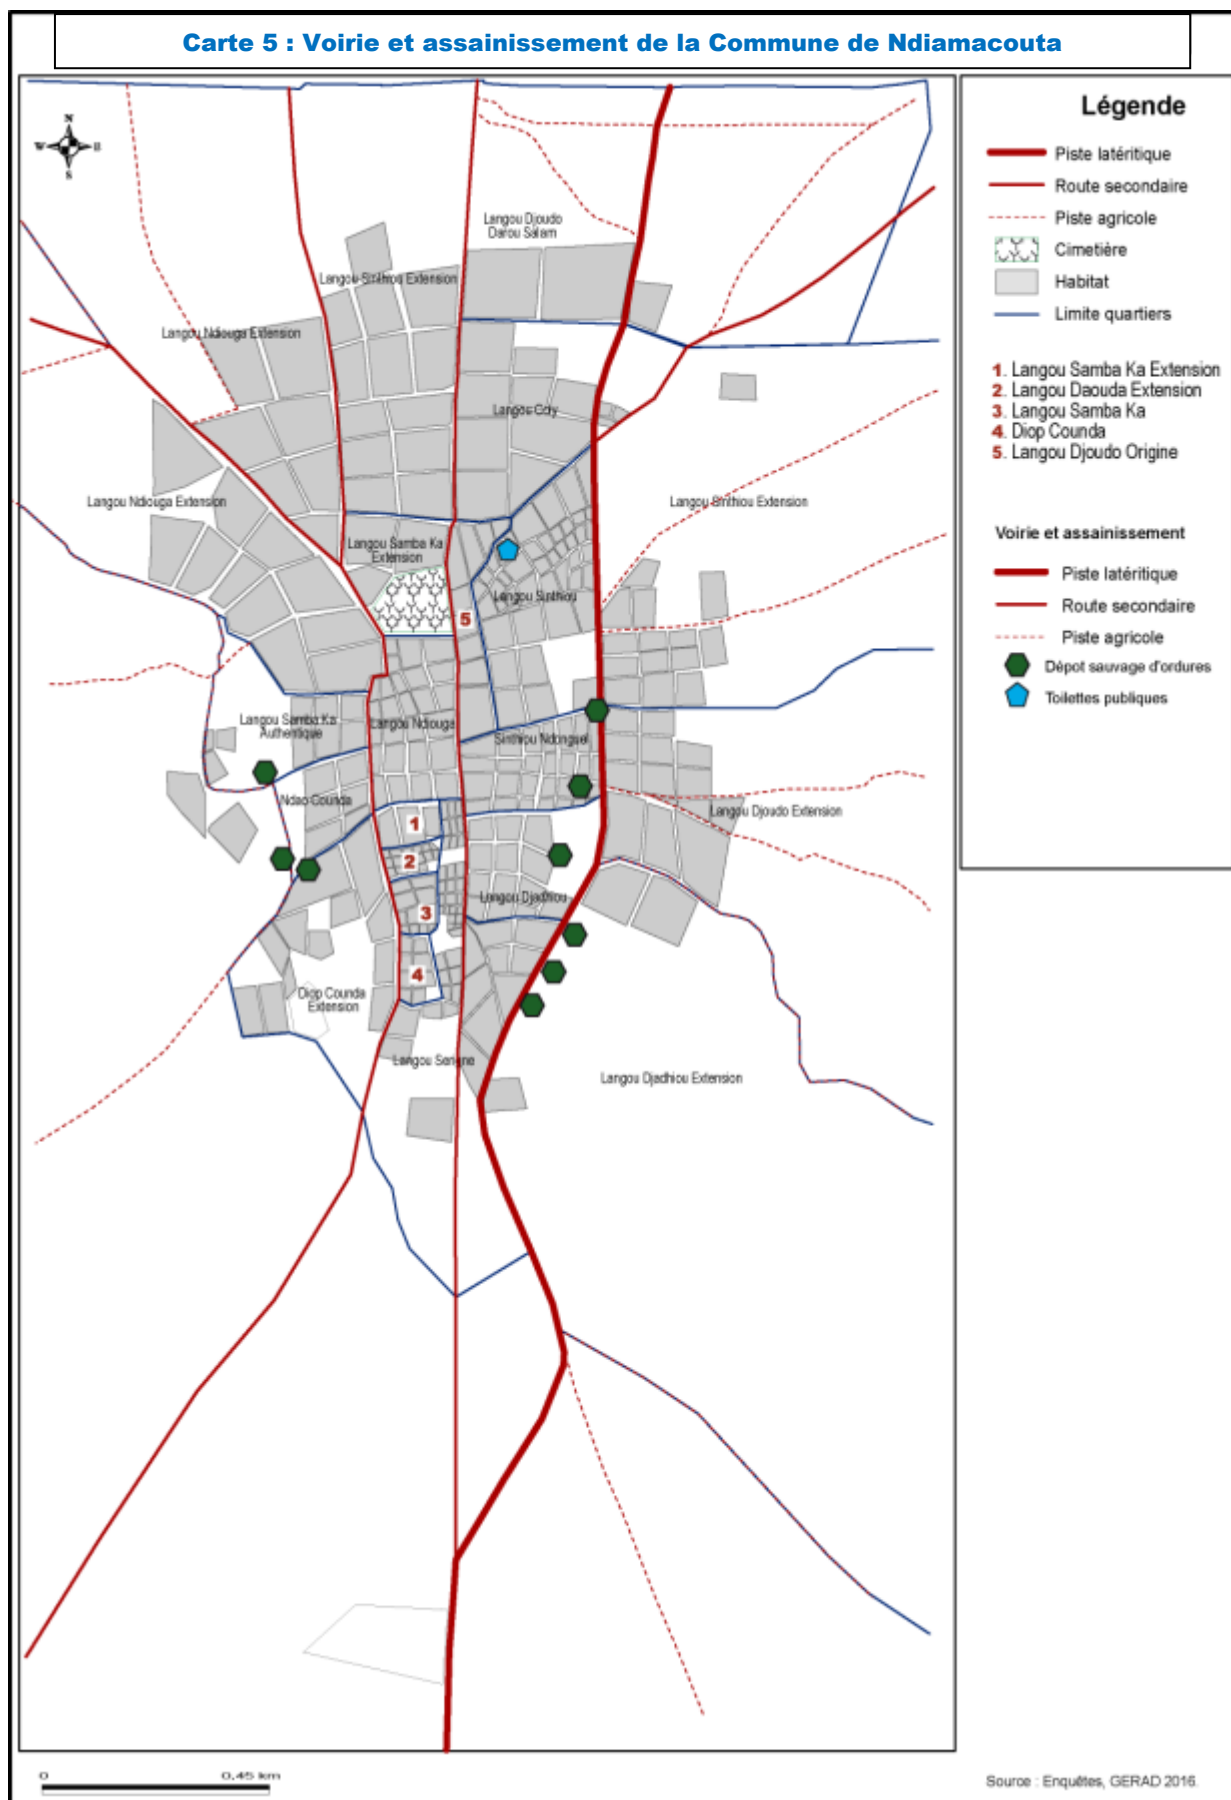 Carte 5 : Voirie et assainissement de la Commune de Ndiamacouta
N
W E
S
Langou Djoudo
Darou Salam
Langou Sinthiou Extension
Langou Ndiouga Extension
Langou Coly
Langou Ndiouga Extension
Langou Sinthiou Extension
Langou Samba Ka
Extension
Langou Sinthiou
5
Langou Samba Ka
Authentique
Langou Ndiouga
Sinthiou Ndonguel
Ndao Counda
Langou Djoudo Extension
1
2
Langou Djadhiou
3
4
Diop Counda
Extension
Langou Serigne
Langou Djadhiou Extension
0 0,45 km
Légende
Piste latéritique
Route secondaire
Piste agricole
Cimetière
Habitat
Limite quartiers
1. Langou Samba Ka Extension
2. Langou Daouda Extension
3. Langou Samba Ka
4. Diop Counda
5. Langou Djoudo Origine
Voirie et assainissement
Piste latéritique
Route secondaire
Piste agricole
Dépot sauvage d'ordures
Toilettes publiques
Source : Enquêtes, GERAD 2016.